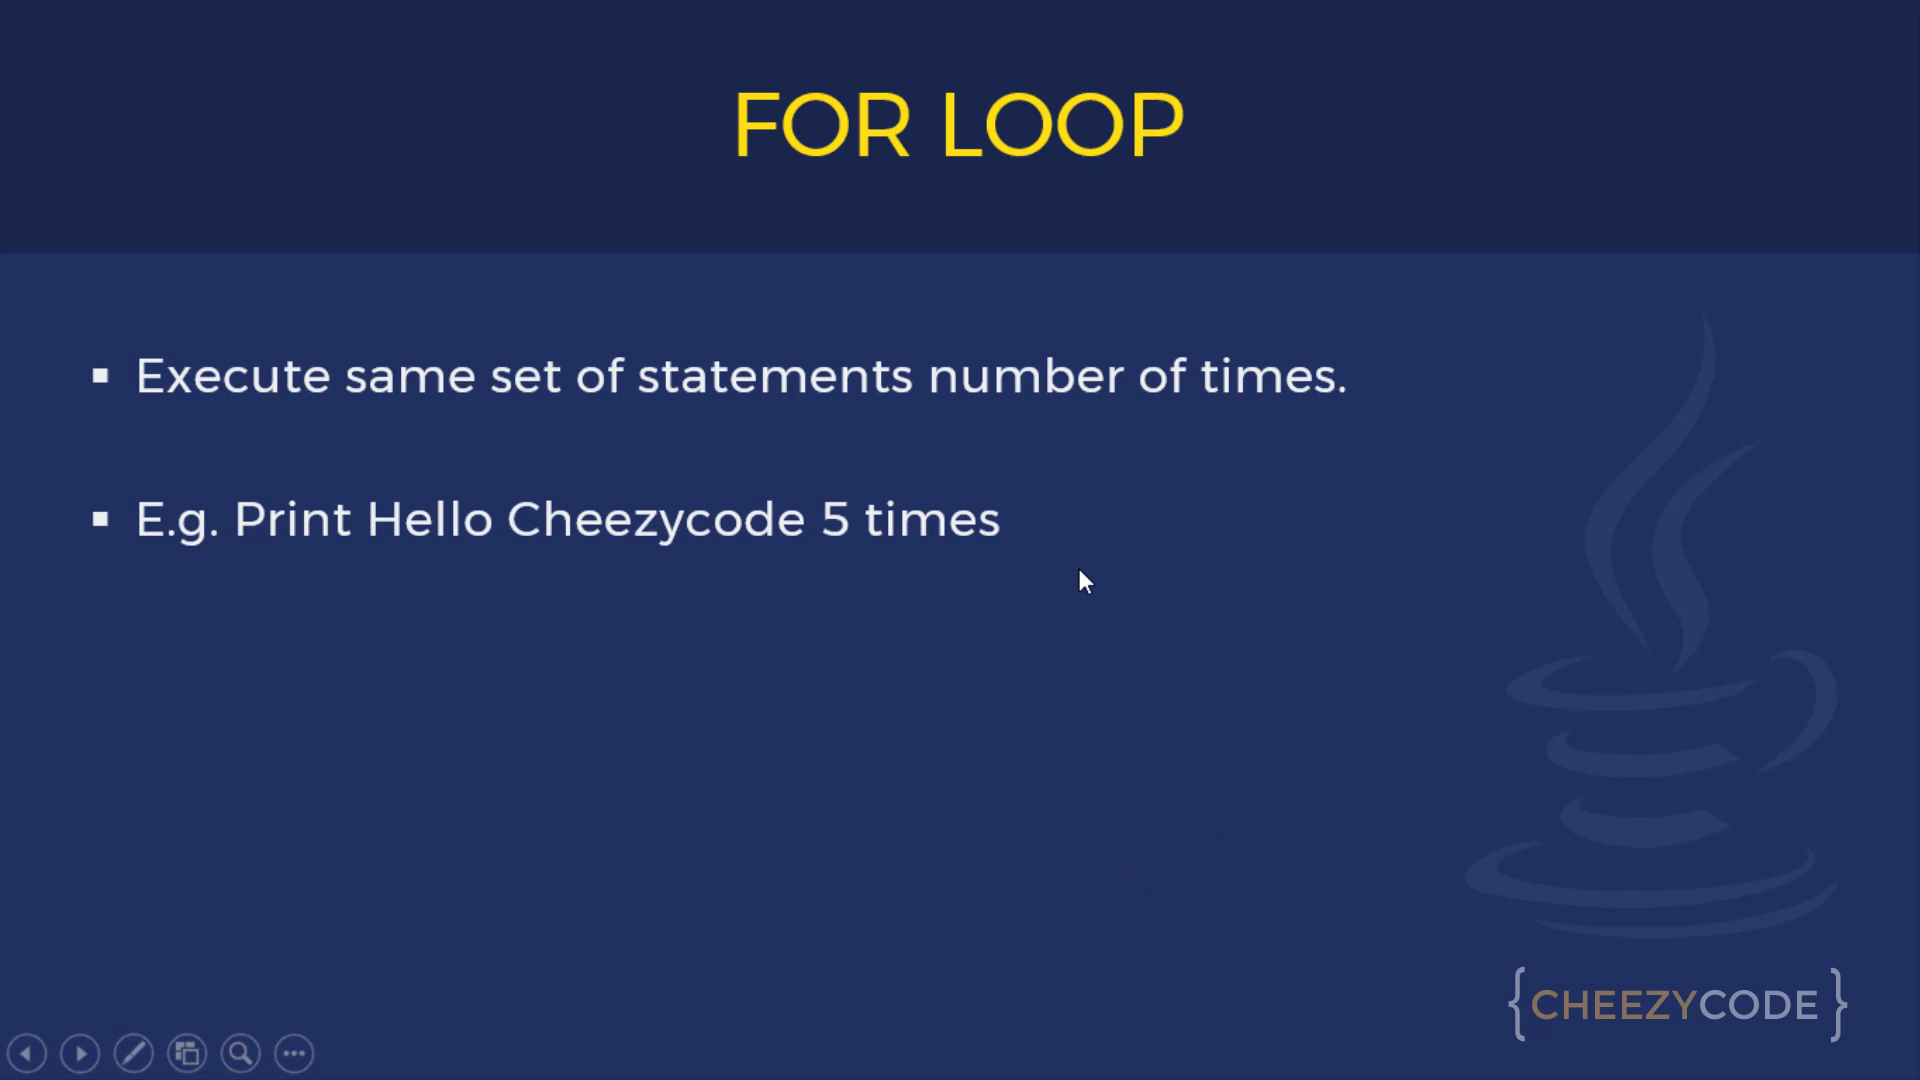 FOR LOOP
▪ Execute same set of statements number of times.
▪ E.g. Print Hello Cheezycode 5 times
{CHEEZYCODE}